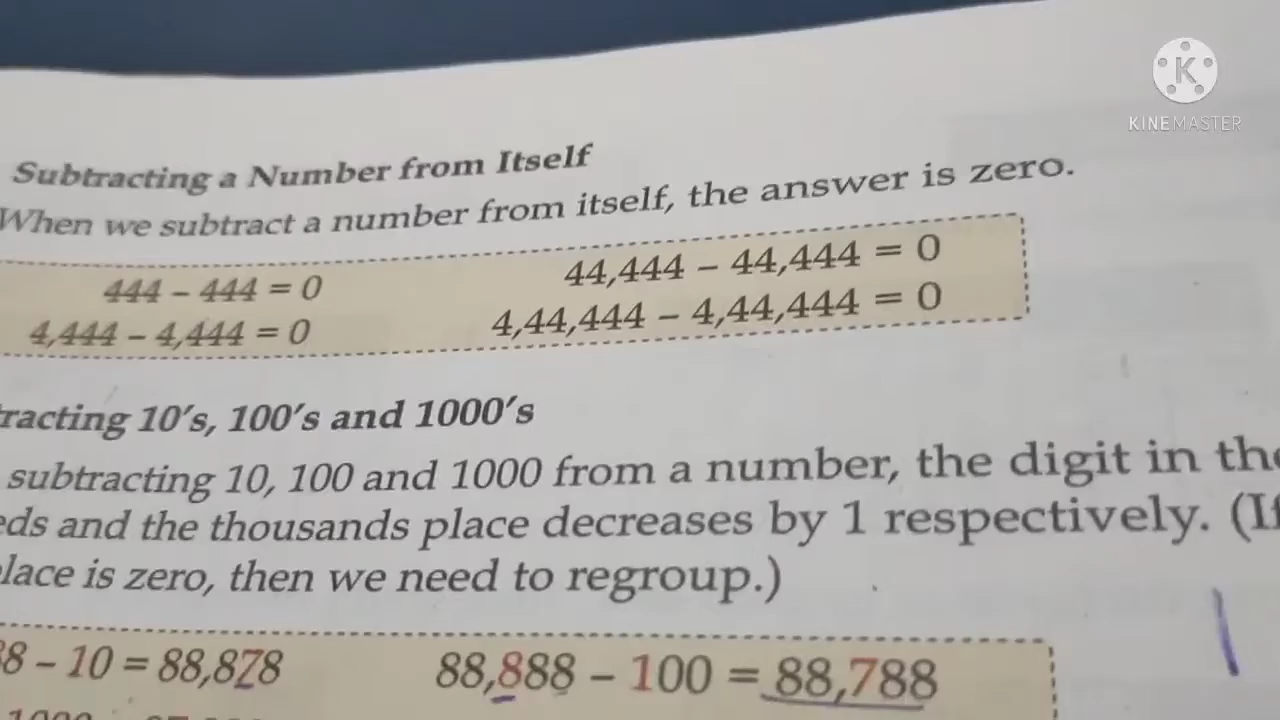 KINEMASTER
Subtracting a Number from Itself
When we subtract a number from itself, the answer is zero.
444 – 444 = 0 44,444 – 44,444 = 0
4,444 – 4,444 = 0 4,44,444 – 4,44,444 = 0
racting 10's, 100's and 1000's
subtracting 10, 100 and 1000 from a number, the digit in the
eds and the thousands place decreases by 1 respectively. (If
lace is zero, then we need to regroup.)
88 – 10 = 88,878 88,888 – 100 = 88,788